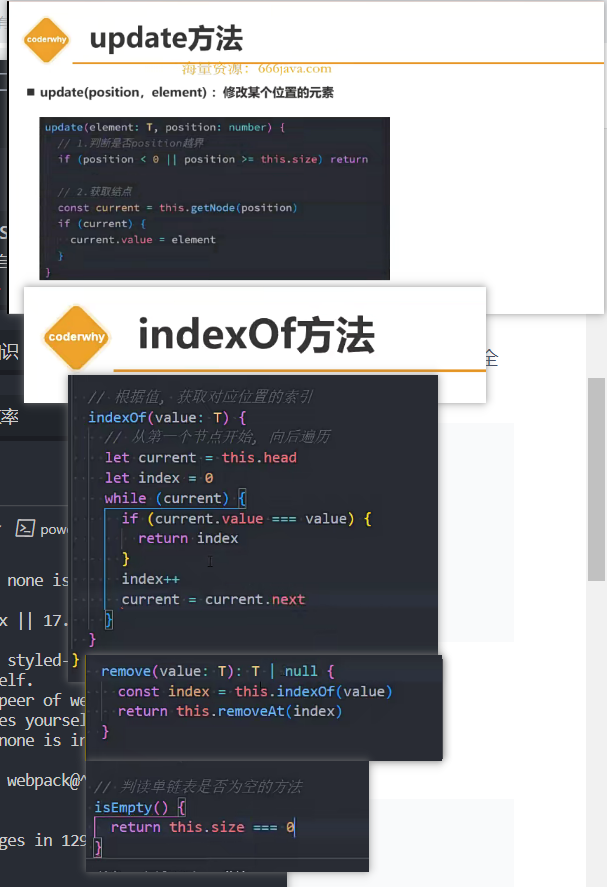 coderwhy
update方法
海量资源：666java.com
■ update(position，element) ：修改某个位置的元素
update(element: T, position: number) {
// 1.判断是否position越界
if (position < 0 || position >= this.size) return
// 2.获取结点
const current = this.getNode(position)
if (current) {
current.value = element
}
}
coderwhy
indexOf方法
识
全
率
// 根据值, 获取对应位置的索引
indexOf(value: T) {
// 从第一个节点开始, 向后遍历
let current = this.head
let index = 0
while (current) {
if (current.value === value) {
return index
}
index++
current = current.next
}
}
pow
none is
x || 17.
styled-}
elf.
peer of we
es yourself
none is in
webpack@^
ges in 129
remove(value: T): T | null {
const index = this.indexOf(value)
return this.removeAt(index)
}
// 判读单链表是否为空的方法
isEmpty() {
return this.size === 0
}